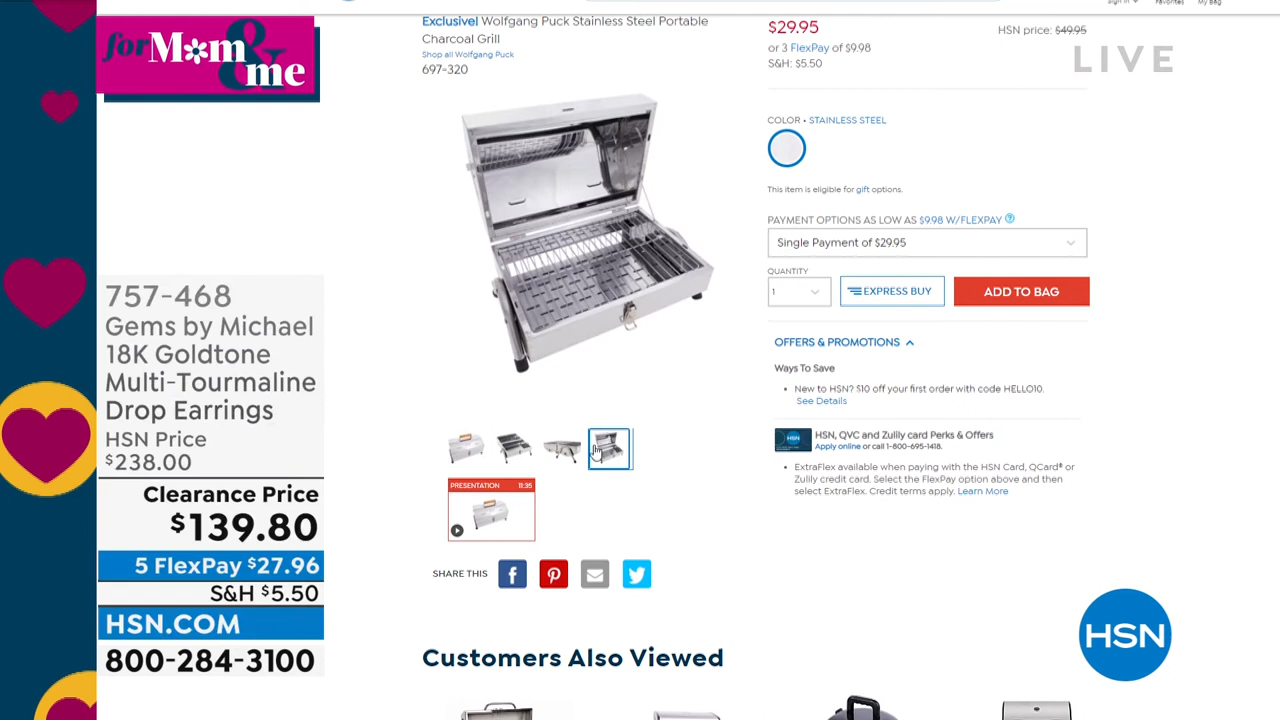 for Mom
& me
757-468
Gems by Michael
18K Goldtone
Multi-Tourmaline
Drop Earrings
HSN Price
$238.00
Clearance Price
$139.80
5 FlexPay $27.96
S&H $5.50
HSN.COM
800-284-3100
Sign in
Favorites
My Bag
Exclusive! Wolfgang Puck Stainless Steel Portable
Charcoal Grill
Shop all Wolfgang Puck
697-320
$29.95
HSN price: $49.95
or 3 FlexPay of $9.98
S&H: $5.50
LIVE
COLOR • STAINLESS STEEL
This item is eligible for gift options.
PAYMENT OPTIONS AS LOW AS $9.98 W/FLEXPAY ?
Single Payment of $29.95
QUANTITY
1
EXPRESS BUY
ADD TO BAG
OFFERS & PROMOTIONS
Ways To Save
• New to HSN? $10 off your first order with code HELLO10.
See Details
HSN
HSN, QVC and Zulily card Perks & Offers
Apply online or call 1-800-695-1418.
• ExtraFlex available when paying with the HSN Card, QCard® or
Zulily credit card. Select the FlexPay option above and then
select ExtraFlex. Credit terms apply. Learn More
PRESENTATION 11:35
SHARE THIS
HSN
Customers Also Viewed